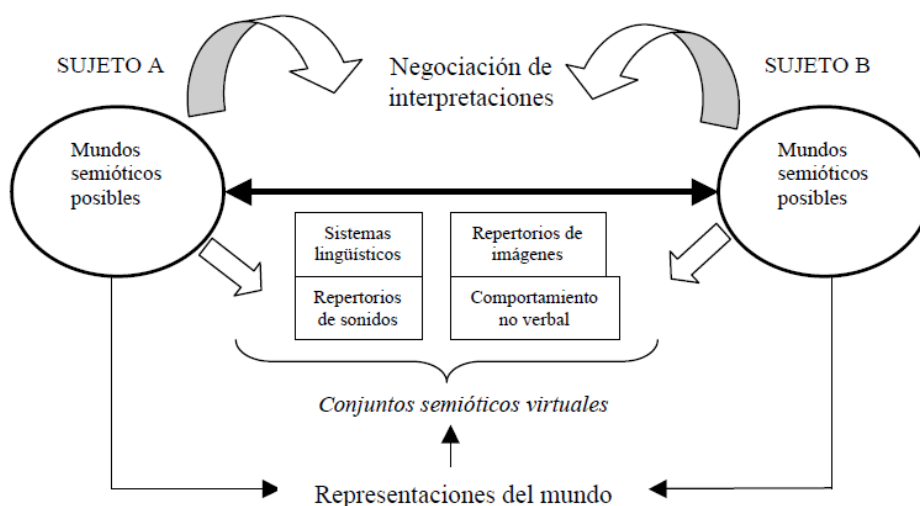 SUJETO A
Negociación de
interpretaciones
SUJETO B
Mundos
semióticos
posibles
Mundos
semióticos
posibles
Sistemas
lingüísticos
Repertorios de
imágenes
Repertorios
de sonidos
Comportamiento
no verbal
Conjuntos semióticos virtuales
Representaciones del mundo